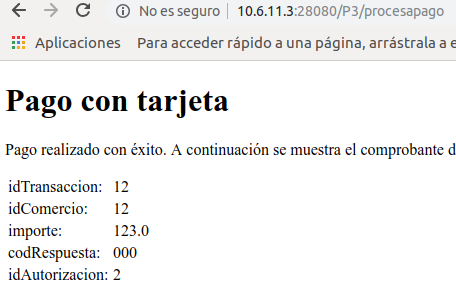 No es seguro | 10.6.11.3:28080/P3/procesapago
Aplicaciones Para acceder rápido a una página, arrástrala a e
Pago con tarjeta
Pago realizado con éxito. A continuación se muestra el comprobante d
idTransaccion: 12
idComercio: 12
importe: 123.0
codRespuesta: 000
idAutorizacion: 2